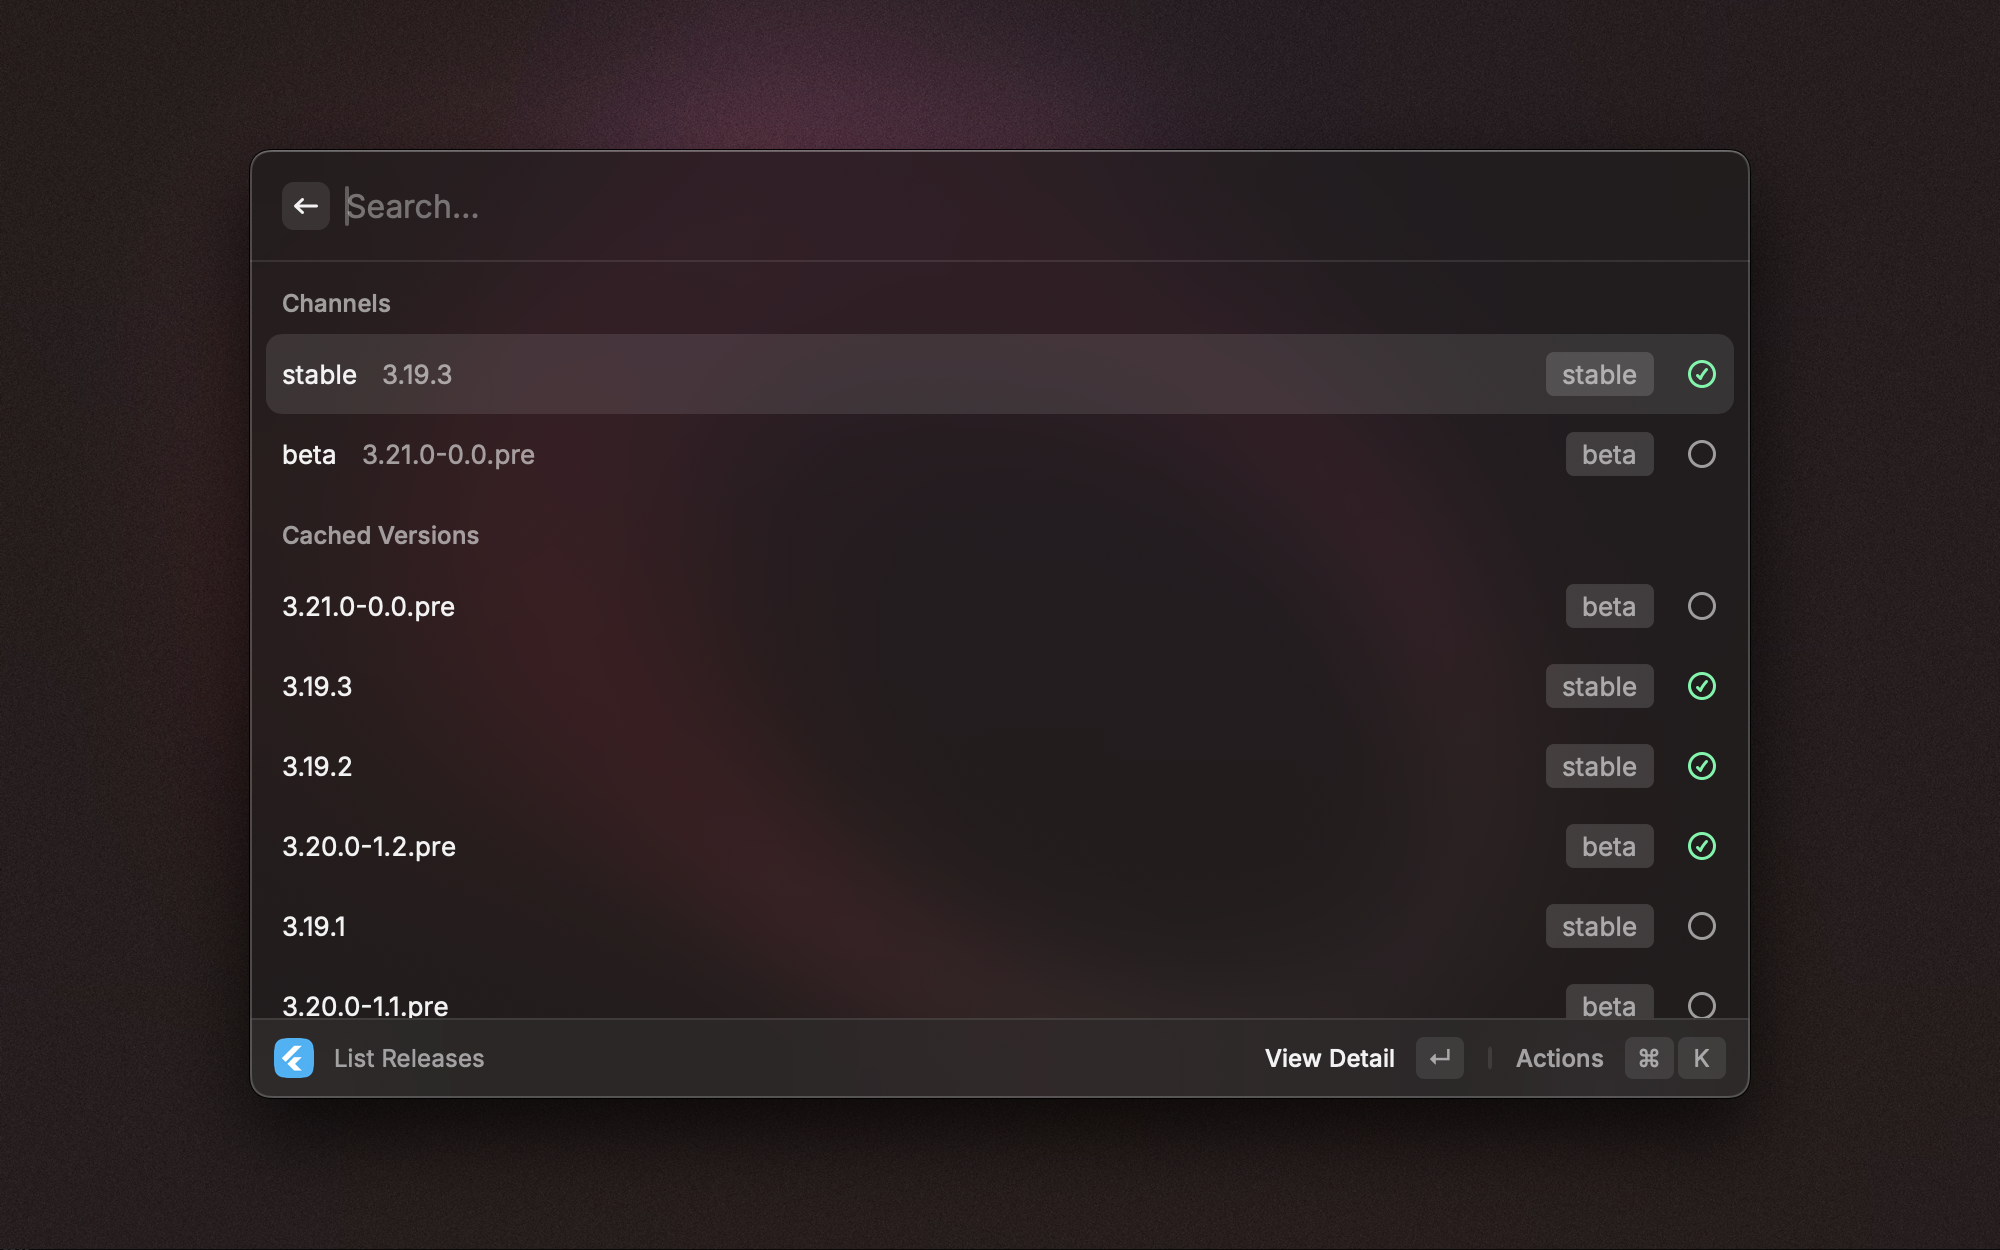 Search...
Channels
stable 3.19.3 stable
beta 3.21.0-0.0.pre beta
Cached Versions
3.21.0-0.0.pre beta
3.19.3 stable
3.19.2 stable
3.20.0-1.2.pre beta
3.19.1 stable
3.20.0-1.1.pre beta
List Releases View Detail ↵ Actions ⌘ K